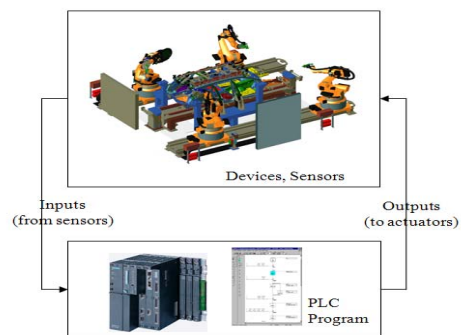 Devices, Sensors
Inputs
(from sensors)
Outputs
(to actuators)
PLC
Program